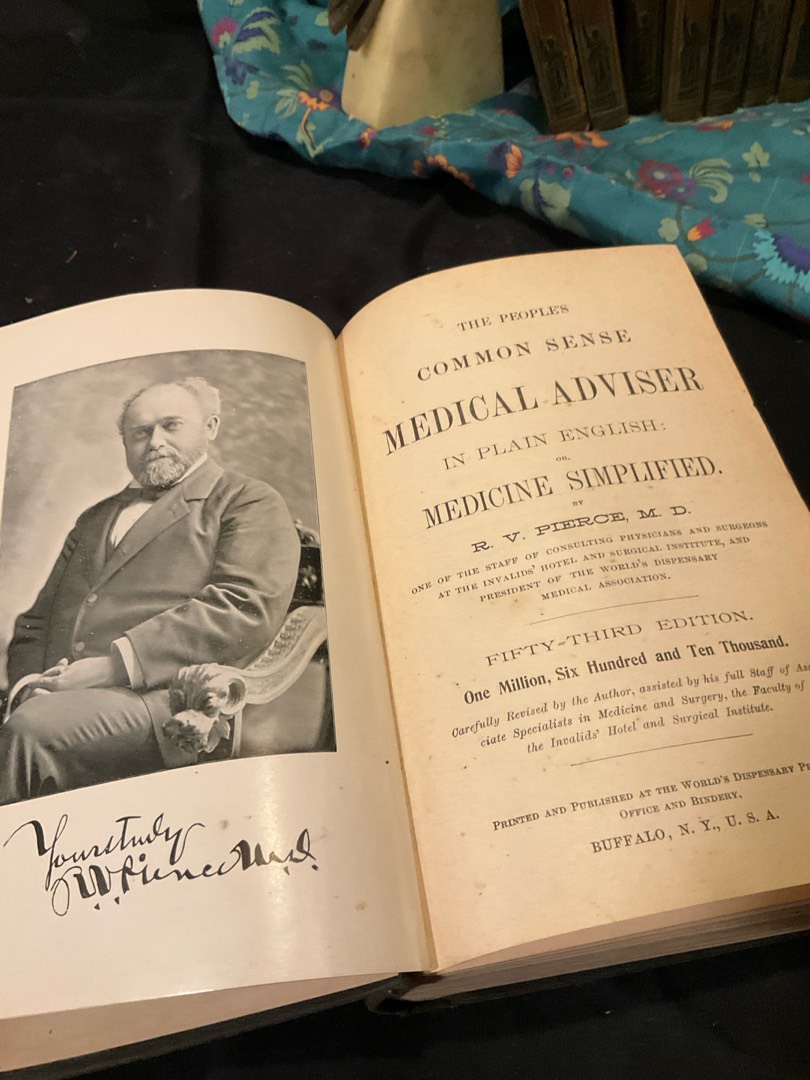 Yours truly
R.V. Pierce M.D.
THE PEOPLE'S
COMMON SENSE
MEDICAL ADVISER
IN PLAIN ENGLISH:
OR,
MEDICINE SIMPLIFIED.
BY
R. V. PIERCE, M. D.
ONE OF THE STAFF OF CONSULTING PHYSICIANS AND SURGEONS
AT THE INVALIDS' HOTEL AND SURGICAL INSTITUTE, AND
PRESIDENT OF THE WORLD'S DISPENSARY
MEDICAL ASSOCIATION.
FIFTY-THIRD EDITION.
One Million, Six Hundred and Ten Thousand.
Carefully Revised by the Author, assisted by his full Staff of Asso
ciate Specialists in Medicine and Surgery, the Faculty of
the Invalids' Hotel and Surgical Institute.
PRINTED AND PUBLISHED AT THE WORLD'S DISPENSARY PR
OFFICE AND BINDERY,
BUFFALO, N. Y., U. S. A.